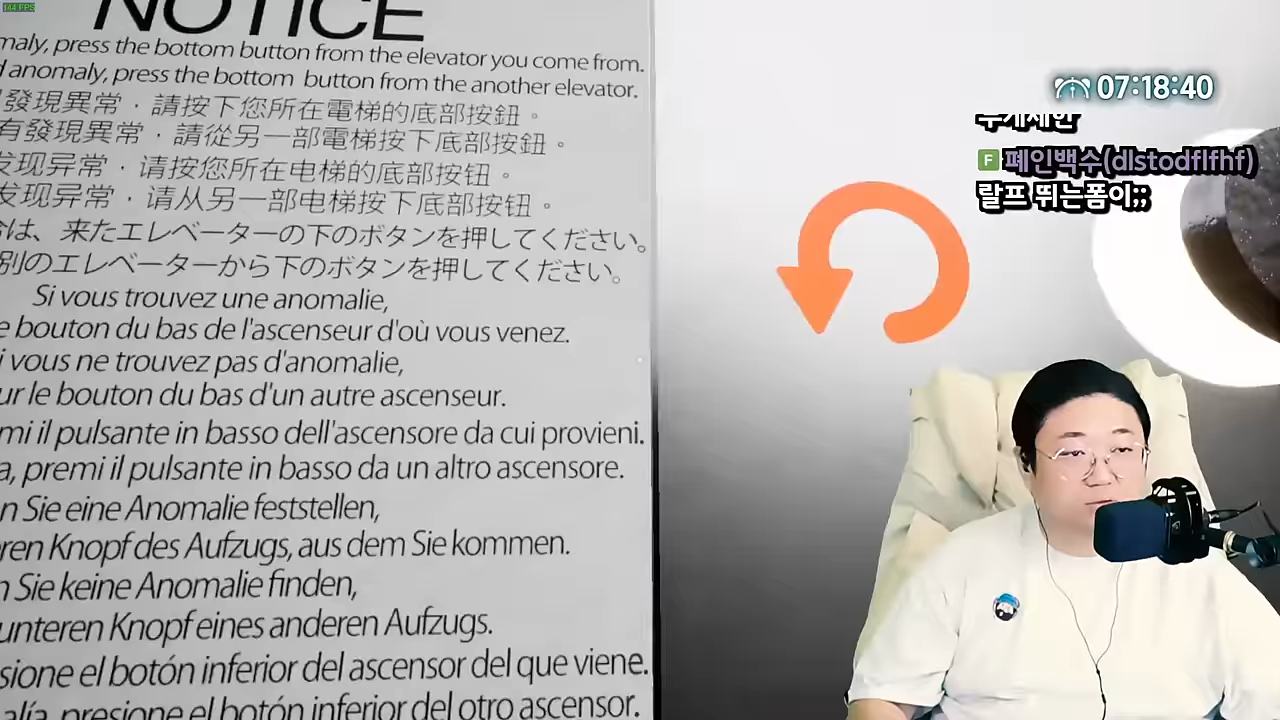 144 FPS
NOTICE
maly, press the bottom button from the elevator you come from.
d anomaly, press the bottom button from the another elevator.
發現異常，請按下您所在電梯的底部按鈕。
有發現異常，請從另一部電梯按下底部按鈕。
发现异常，请按您所在电梯的底部按钮。
发现异常，请从另一部电梯按下底部按钮。
は、来たエレベーターの下のボタンを押してください。
別のエレベーターから下のボタンを押してください。
Si vous trouvez une anomalie,
e bouton du bas de l'ascenseur d'où vous venez.
i vous ne trouvez pas d'anomalie,
ur le bouton du bas d'un autre ascenseur.
mi il pulsante in basso dell'ascensore da cui provieni.
a, premi il pulsante in basso da un altro ascensore.
n Sie eine Anomalie feststellen,
ren Knopf des Aufzugs, aus dem Sie kommen.
n Sie keine Anomalie finden,
unteren Knopf eines anderen Aufzugs.
sione el botón inferior del ascensor del que viene.
alía, presione el botón inferior del otro ascensor.
07:18:40
F 폐인백수(dlstodflfhf)
랄프 뛰는폼이;;